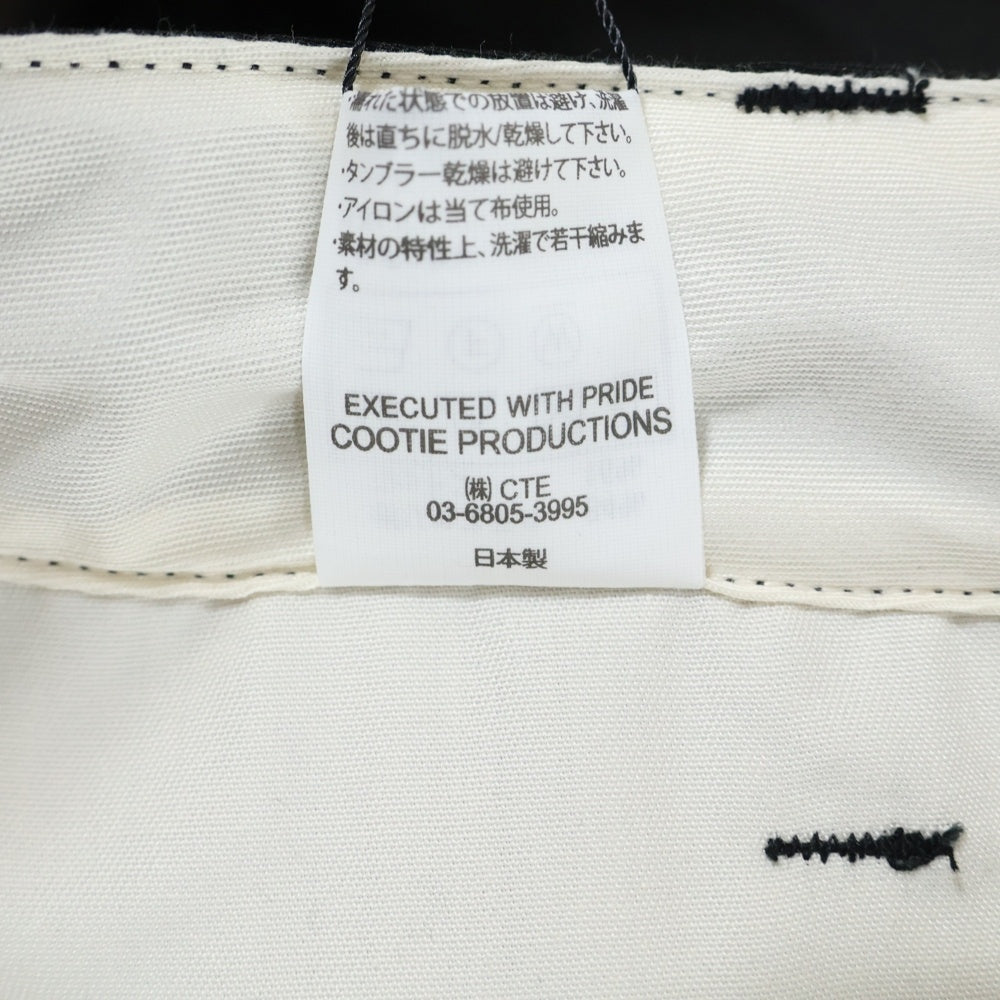 ・濡れた状態での放置は避け、洗濯
後は直ちに脱水/乾燥して下さい。
・タンブラー乾燥は避けて下さい。
・アイロンは当て布使用。
・素材の特性上、洗濯で若干縮みま
す。
EXECUTED WITH PRIDE
COOTIE PRODUCTIONS
㈱ CTE
03-6805-3995
日本製